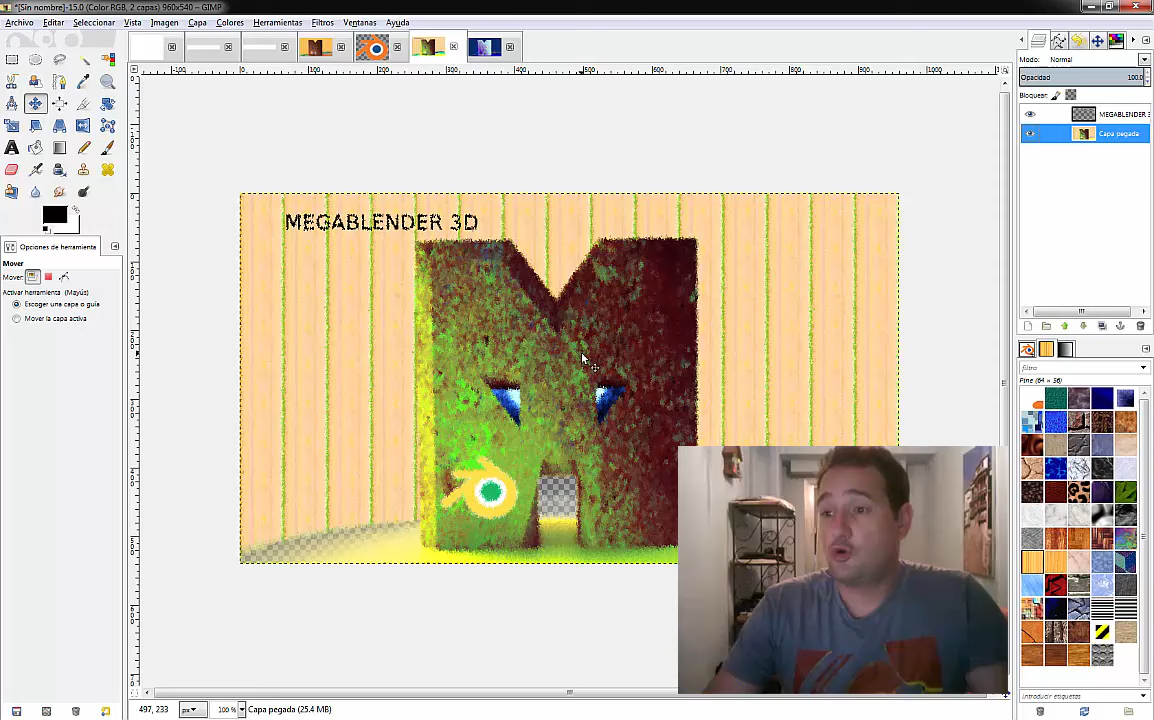 *[Sin nombre]-15.0 (Color RGB, 2 capas) 960x540 – GIMP
Archivo Editar Seleccionar Vista Imagen Capa Colores Herramientas Filtros Ventanas Ayuda
Modo: Normal
Opacidad 100.0
Bloquear:
MEGABLENDER 3
Capa pegada
MEGABLENDER 3D
Opciones de herramienta
Mover
Mover:
Activar herramienta (Mayús)
Escoger una capa o guía
Mover la capa activa
filtro
Pine (64 × 56)
introducir etiquetas
497, 233 px 100 % Capa pegada (25.4 MB)